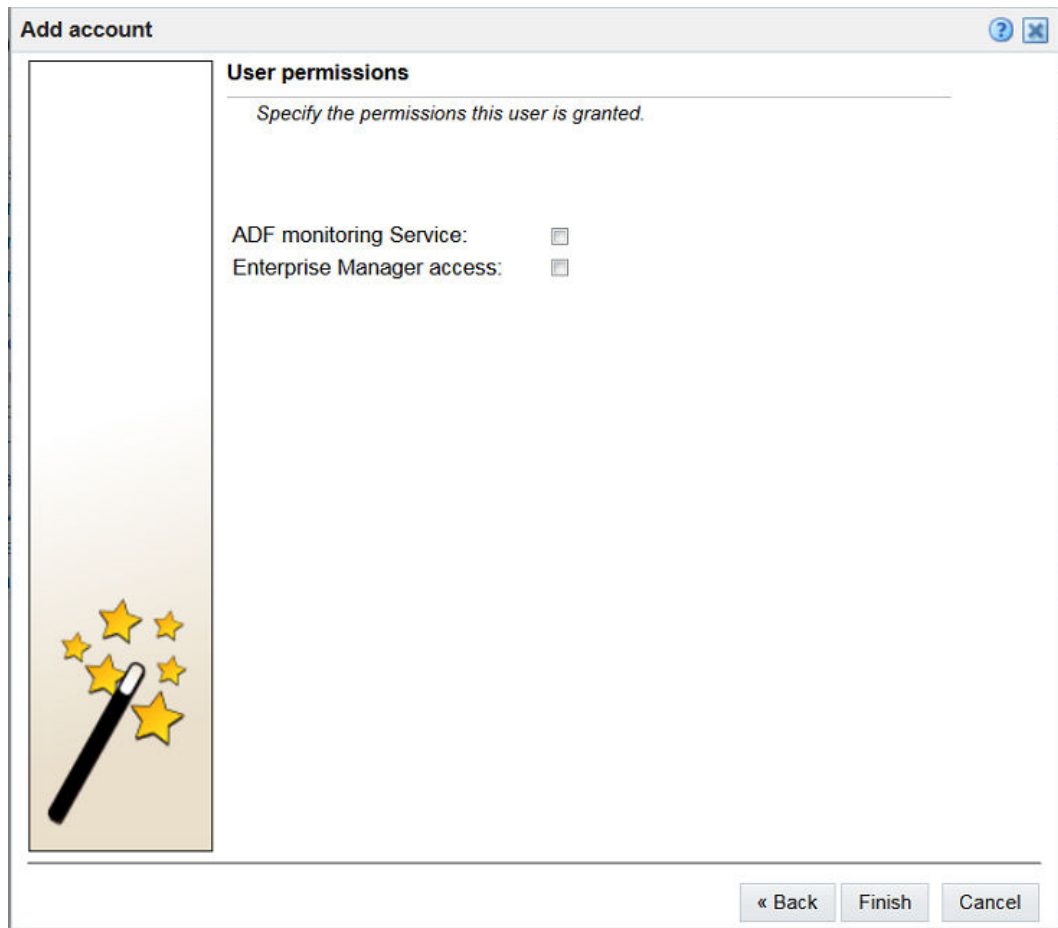 Add account
?
User permissions
Specify the permissions this user is granted.
ADF monitoring Service:
Enterprise Manager access:
« Back Finish Cancel